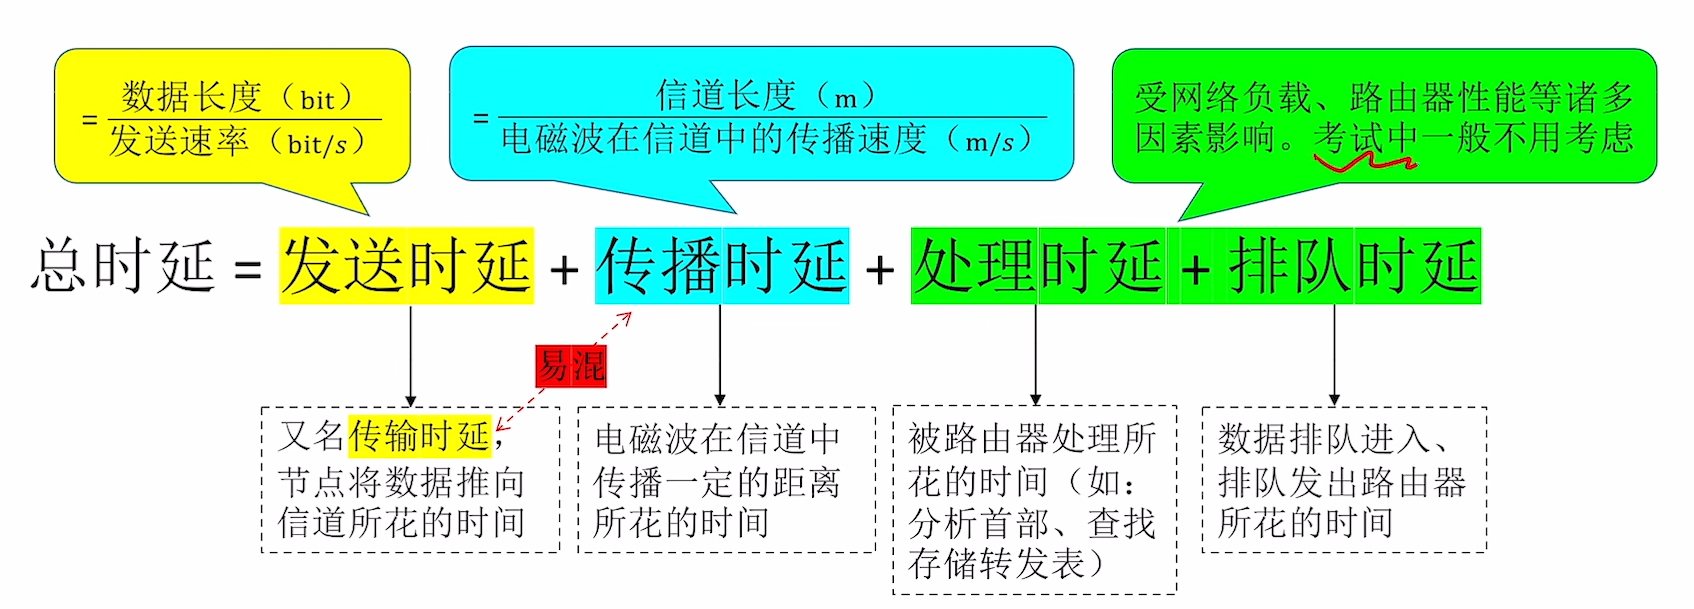 = 数据长度（bit）
发送速率（bit/s）
= 信道长度（m）
电磁波在信道中的传播速度（m/s）
受网络负载、路由器性能等诸多
因素影响。考试中一般不用考虑
总时延 = 发送时延 + 传播时延 + 处理时延 + 排队时延
易混
又名传输时延，
节点将数据推向
信道所花的时间
电磁波在信道中
传播一定的距离
所花的时间
被路由器处理所
花的时间（如：
分析首部、查找
存储转发表）
数据排队进入、
排队发出路由器
所花的时间